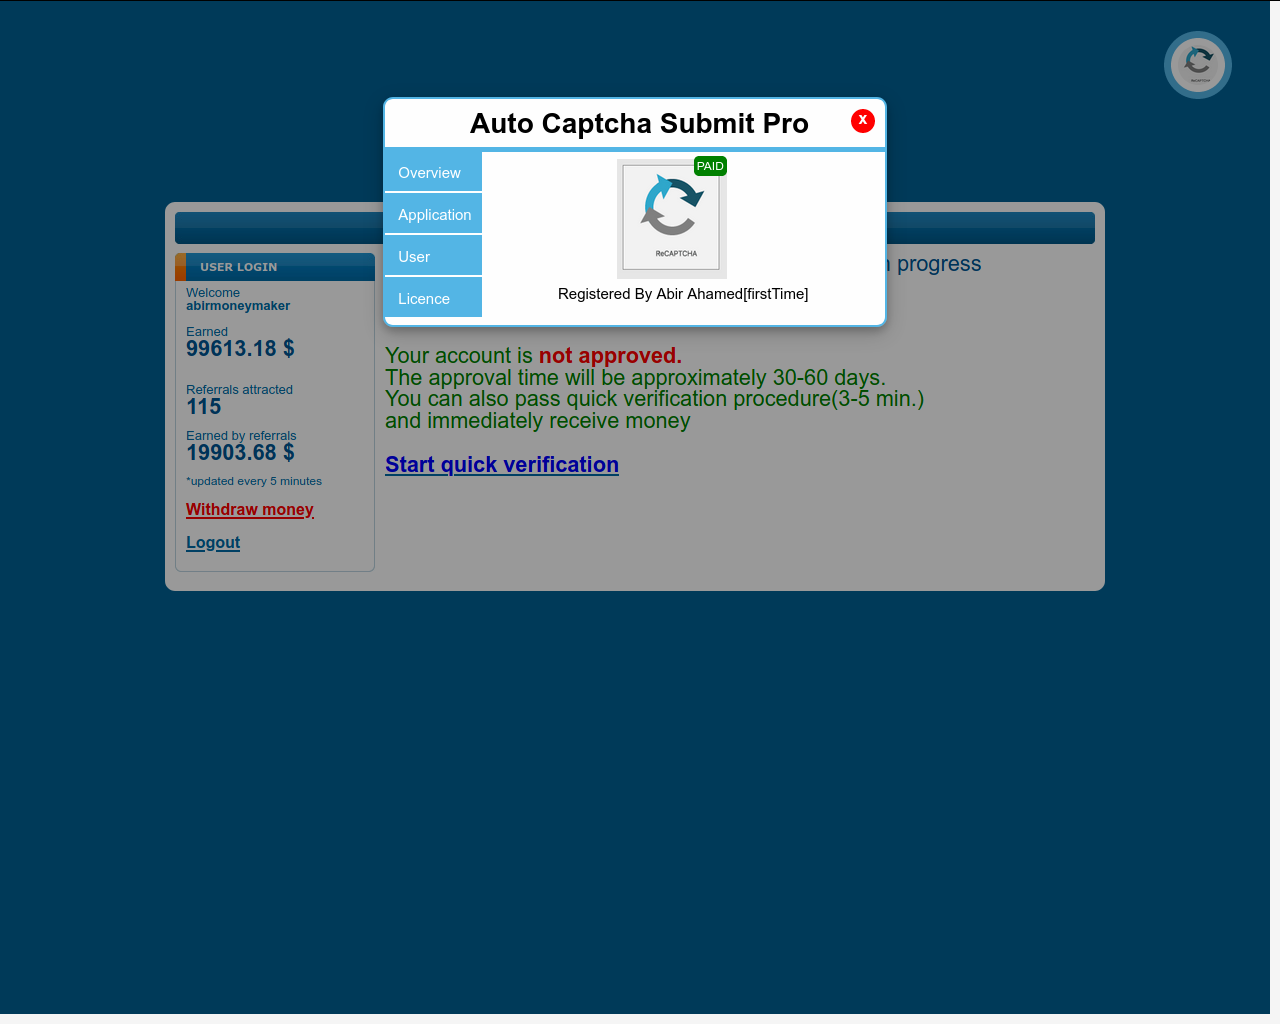 ReCAPTCHA
Auto Captcha Submit Pro
x
Overview
Application
User
Licence
PAID
ReCAPTCHA
Registered By Abir Ahamed[firstTime]
USER LOGIN
Welcome
abirmoneymaker
Earned
99613.18 $
Referrals attracted
115
Earned by referrals
19903.68 $
*updated every 5 minutes
Withdraw money
Logout
progress
Your account is not approved.
The approval time will be approximately 30-60 days.
You can also pass quick verification procedure(3-5 min.)
and immediately receive money
Start quick verification